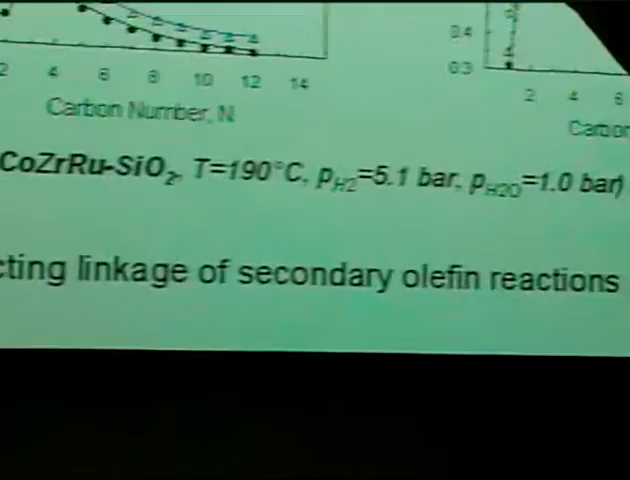 0.4
0.3
2 4 6 8 10 12 14
2 4 6
Carbon Number, N
Carbon
CoZrRu-SiO2, T=190°C, pH2=5.1 bar, pH2O=1.0 bar)
cting linkage of secondary olefin reactions